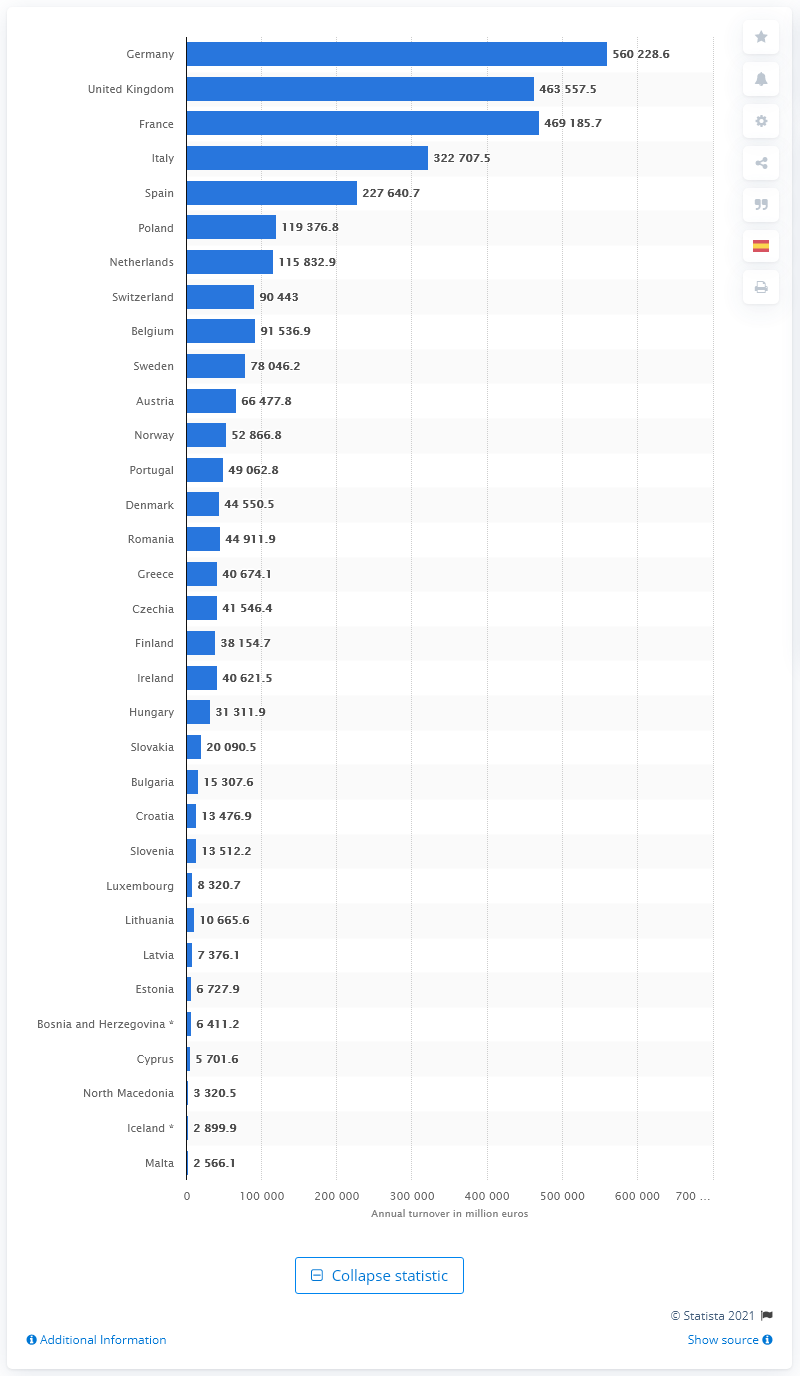 Germany 560 228.6
United Kingdom 463 557.5
France 469 185.7
Italy 322 707.5
Spain 227 640.7
Poland 119 376.8
Netherlands 115 832.9
Switzerland 90 443
Belgium 91 536.9
Sweden 78 046.2
Austria 66 477.8
Norway 52 866.8
Portugal 49 062.8
Denmark 44 550.5
Romania 44 911.9
Greece 40 674.1
Czechia 41 546.4
Finland 38 154.7
Ireland 40 621.5
Hungary 31 311.9
Slovakia 20 090.5
Bulgaria 15 307.6
Croatia 13 476.9
Slovenia 13 512.2
Luxembourg 8 320.7
Lithuania 10 665.6
Latvia 7 376.1
Estonia 6 727.9
Bosnia and Herzegovina * 6 411.2
Cyprus 5 701.6
North Macedonia 3 320.5
Iceland * 2 899.9
Malta 2 566.1
0 100 000 200 000 300 000 400 000 500 000 600 000 700 ...
Annual turnover in million euros
Collapse statistic
© Statista 2021
Additional Information Show source